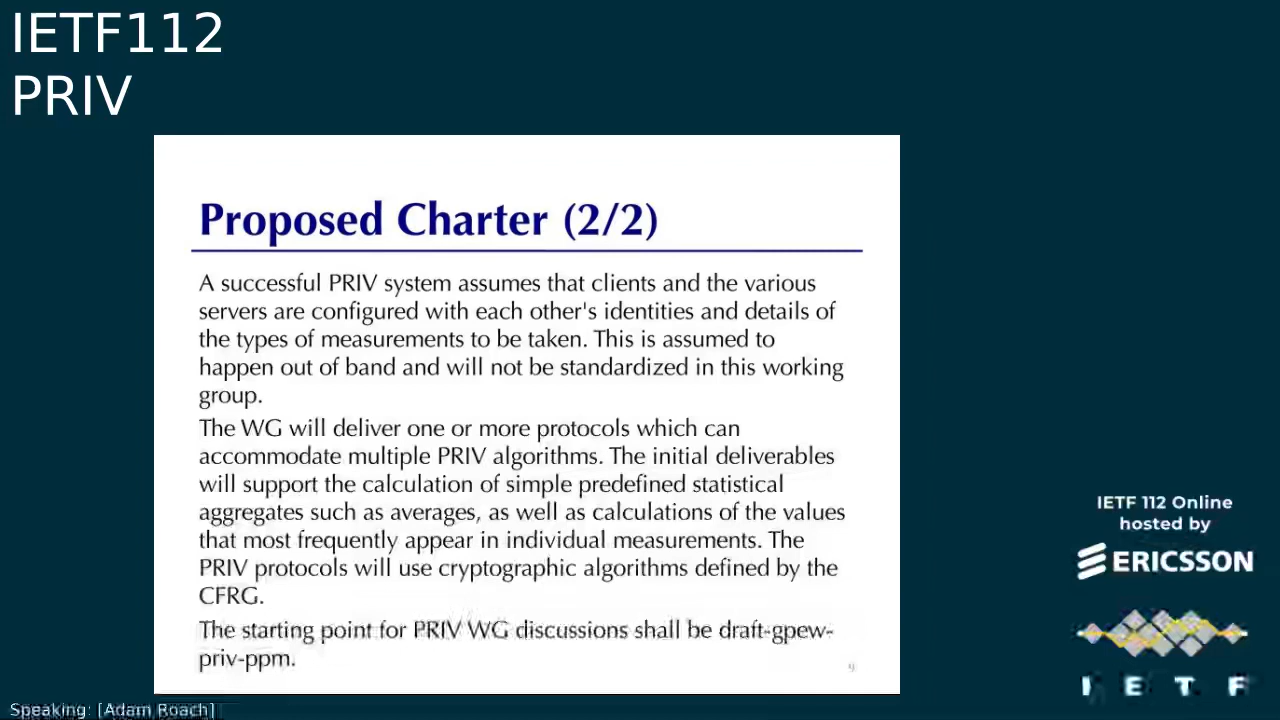 IETF112
PRIV
Proposed Charter (2/2)
A successful PRIV system assumes that clients and the various
servers are configured with each other's identities and details of
the types of measurements to be taken. This is assumed to
happen out of band and will not be standardized in this working
group.
The WG will deliver one or more protocols which can
accommodate multiple PRIV algorithms. The initial deliverables
will support the calculation of simple predefined statistical
aggregates such as averages, as well as calculations of the values
that most frequently appear in individual measurements. The
PRIV protocols will use cryptographic algorithms defined by the
CFRG.
The starting point for PRIV WG discussions shall be draft-gpew-
priv-ppm.
9
IETF 112 Online
hosted by
ERICSSON
I E T F
Speaking: [Adam Roach]